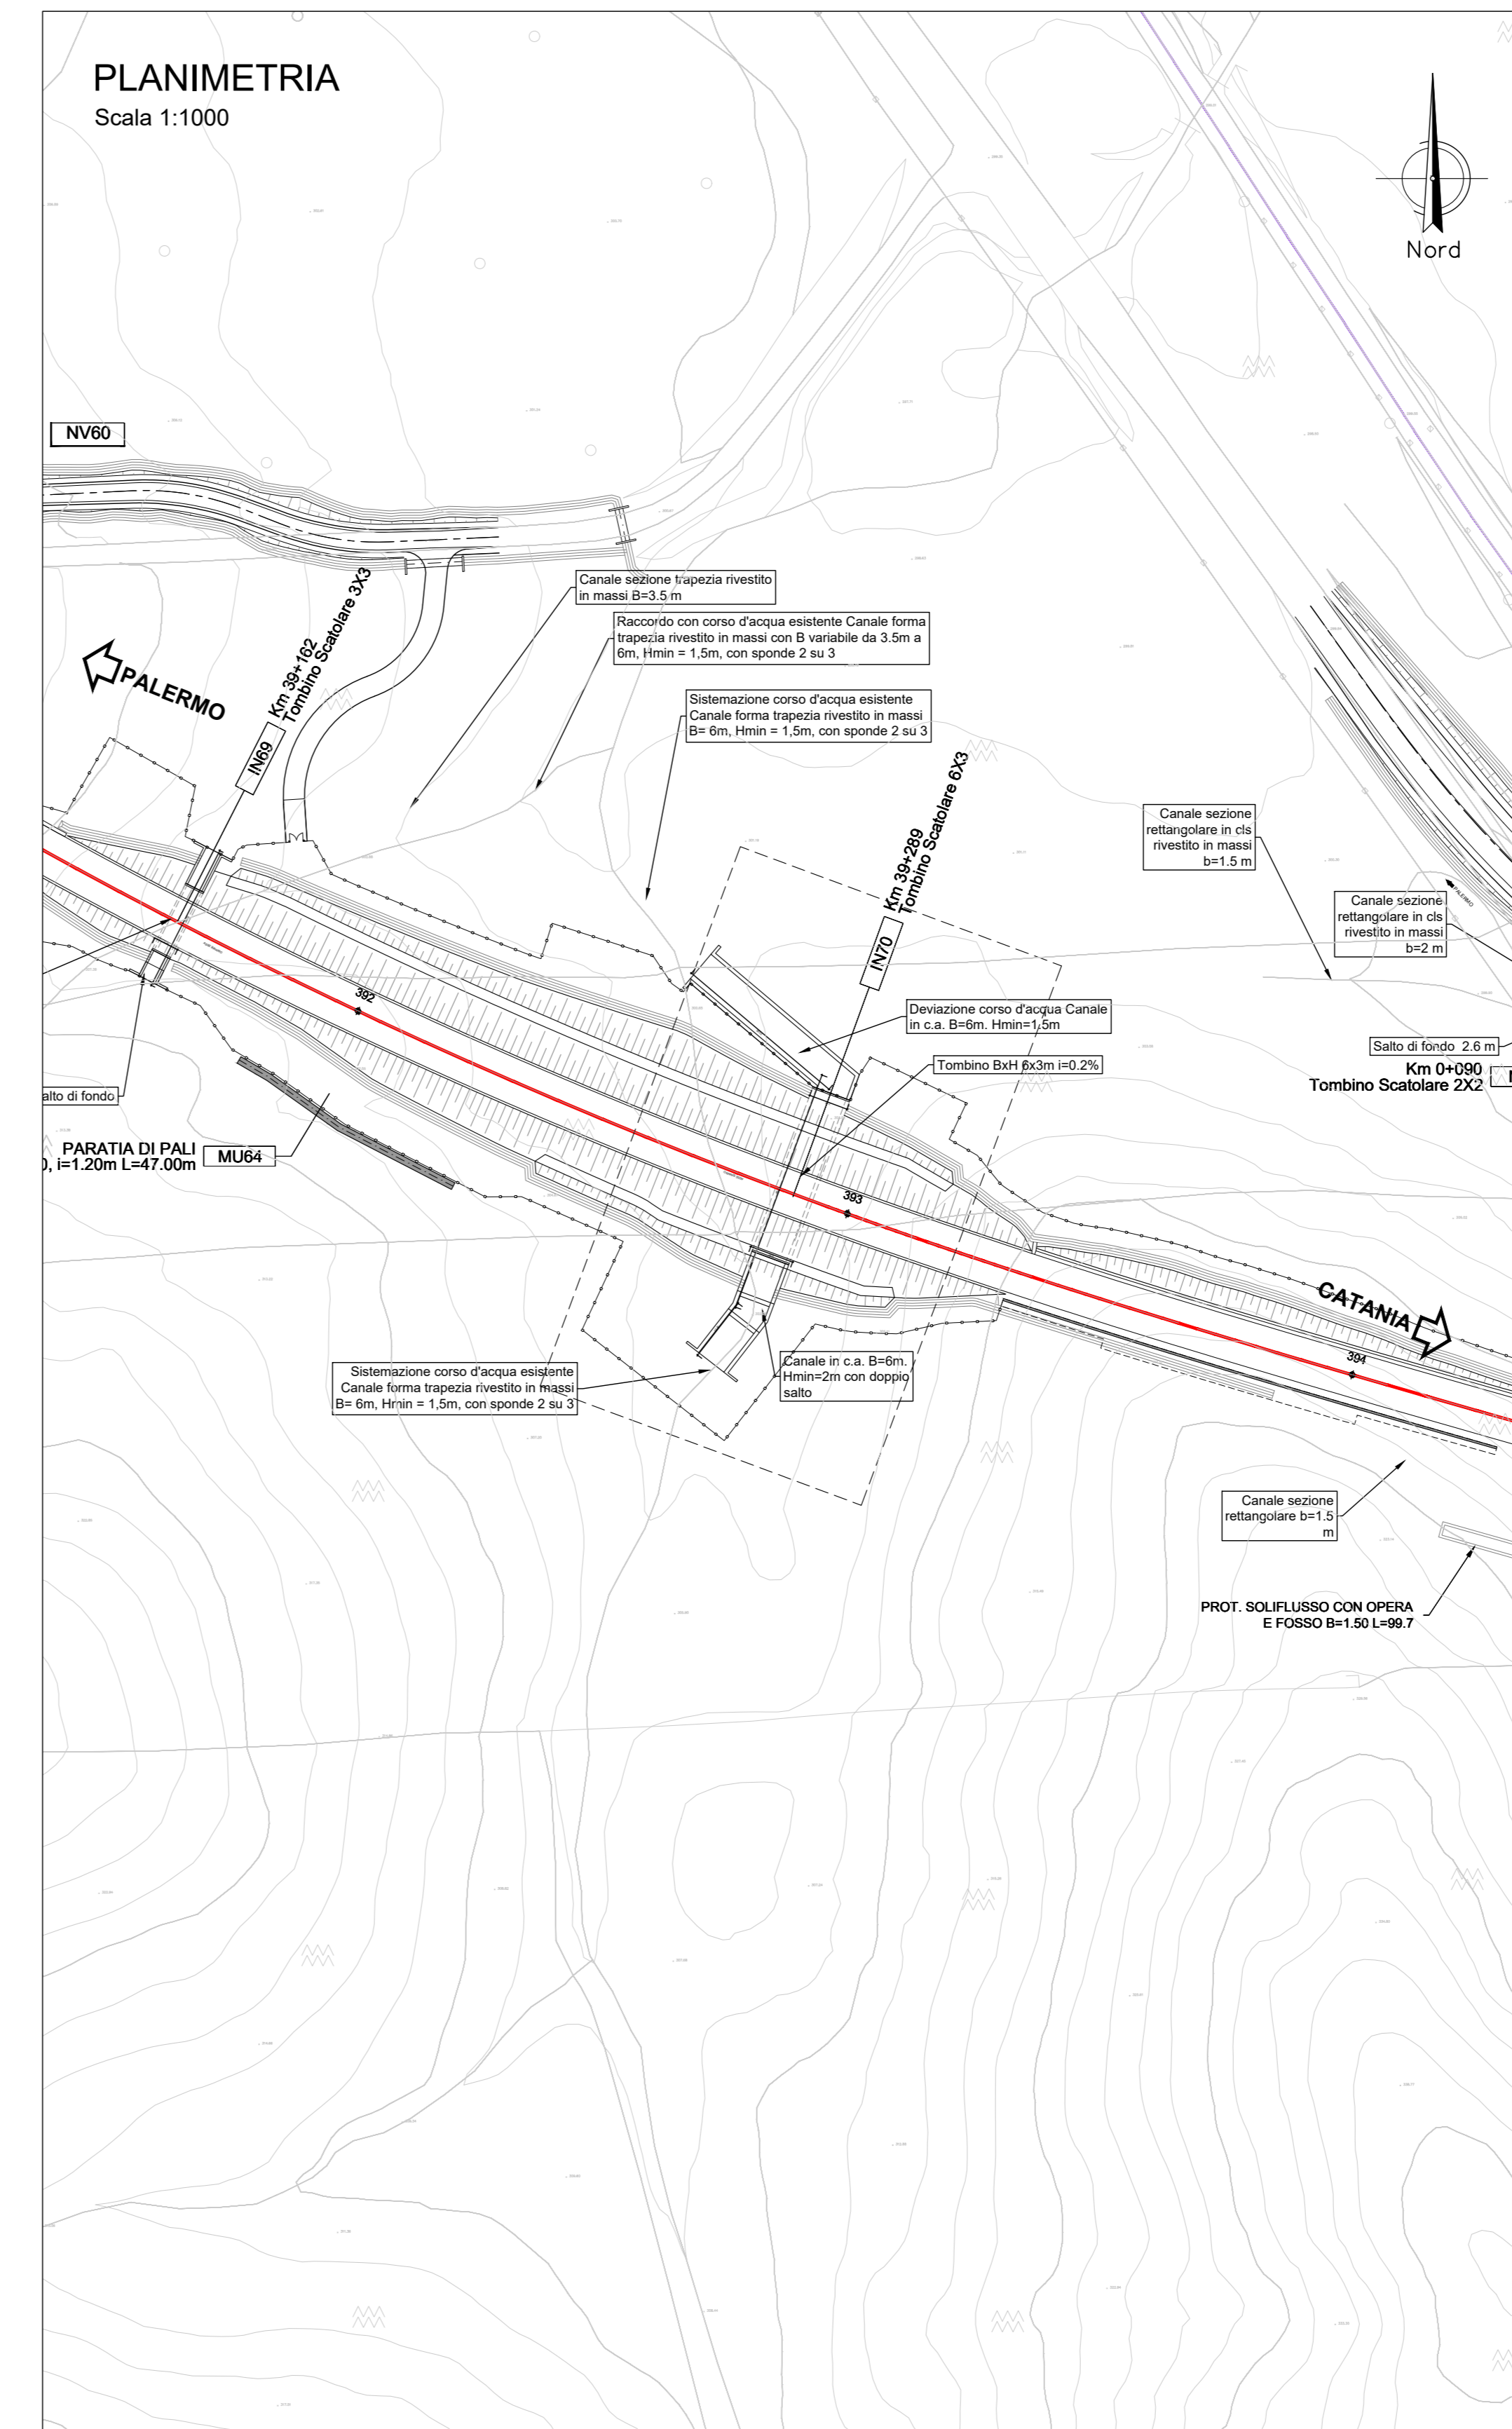 PLANIMETRIA
Scala 1:1000
Nord
NV60
Km 39+162
Tombino Scatolare 3X3
IN69
PALERMO
Canale sezione trapezia rivestito
in massi B=3.5 m
Raccordo con corso d'acqua esistente Canale forma
trapezia rivestito in massi con B variabile da 3.5m a
6m, Hmin = 1,5m, con sponde 2 su 3
Sistemazione corso d'acqua esistente
Canale forma trapezia rivestito in massi
B= 6m, Hmin = 1,5m, con sponde 2 su 3
Km 39+289
Tombino Scatolare 6X3
IN70
Canale sezione
rettangolare in cls
rivestito in massi
b=1.5 m
PALERMO
Canale sezione
rettangolare in cls
rivestito in massi
b=2 m
392
Deviazione corso d'acqua Canale
in c.a. B=6m. Hmin=1,5m
Tombino BxH 6x3m i=0.2%
Salto di fondo 2.6 m
Km 0+090
Tombino Scatolare 2X2
alto di fondo
PARATIA DI PALI
, i=1.20m L=47.00m
MU64
393
CATANIA
394
Sistemazione corso d'acqua esistente
Canale forma trapezia rivestito in massi
B= 6m, Hmin = 1,5m, con sponde 2 su 3
Canale in c.a. B=6m.
Hmin=2m con doppio
salto
Canale sezione
rettangolare b=1.5
m
PROT. SOLIFLUSSO CON OPERA
E FOSSO B=1.50 L=99.7